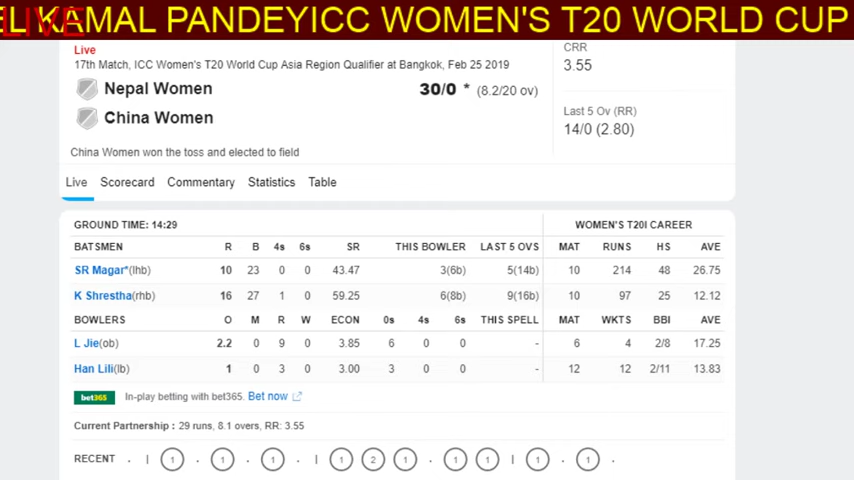 EL KAMAL PANDEYICC WOMEN'S T20 WORLD CUP
LIVE
Live
17th Match, ICC Women's T20 World Cup Asia Region Qualifier at Bangkok, Feb 25 2019
Nepal Women 30/0 * (8.2/20 ov)
China Women
China Women won the toss and elected to field
CRR
3.55
Last 5 Ov (RR)
14/0 (2.80)
Live Scorecard Commentary Statistics Table
GROUND TIME: 14:29 WOMEN'S T20I CAREER
BATSMEN R B 4s 6s SR THIS BOWLER LAST 5 OVS MAT RUNS HS AVE
SR Magar*(lhb) 10 23 0 0 43.47 3(6b) 5(14b) 10 214 48 26.75
K Shrestha(rhb) 16 27 1 0 59.25 6(8b) 9(16b) 10 97 25 12.12
BOWLERS O M R W ECON 0s 4s 6s THIS SPELL MAT WKTS BBI AVE
L Jie(ob) 2.2 0 9 0 3.85 6 0 0 - 6 4 2/8 17.25
Han Lili(lb) 1 0 3 0 3.00 3 0 0 - 12 12 2/11 13.83
bet365 In-play betting with bet365. Bet now
Current Partnership : 29 runs, 8.1 overs, RR: 3.55
RECENT . | 1 . 1 . 1 . | 1 2 1 . 1 1 | 1 . 1 .